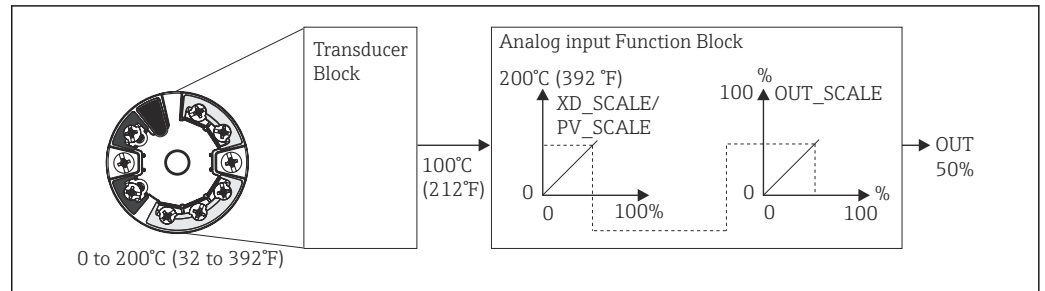 Transducer
Block
Analog input Function Block
200°C (392 °F)
XD_SCALE/
PV_SCALE
0
0
100%
%
100
OUT_SCALE
0
0
100
%
100°C
(212°F)
OUT
50%
0 to 200°C (32 to 392°F)